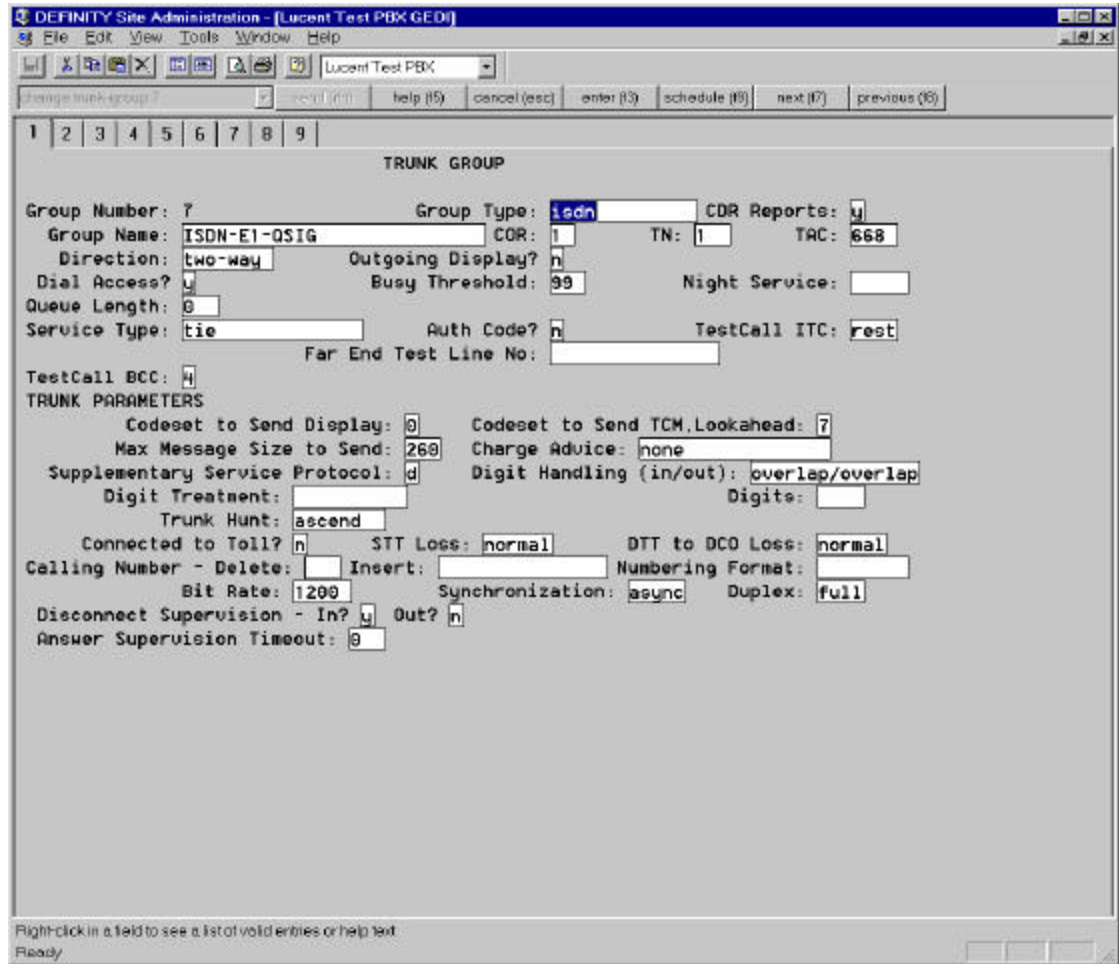 DEFINITY Site Administration - [Lucent Test PBX GEDI]
File Edit View Tools Window Help
Lucent Test PBX
change trunk-group 7 help (f5) cancel (esc) enter (f3) schedule (f9) next (f7) previous (f8)
1 2 3 4 5 6 7 8 9
TRUNK GROUP
Group Number: 7 Group Type: isdn CDR Reports: y
Group Name: ISDN-E1-QSIG COR: 1 TN: 1 TAC: 668
Direction: two-way Outgoing Display? n
Dial Access? y Busy Threshold: 99 Night Service:
Queue Length: 0
Service Type: tie Auth Code? n TestCall ITC: rest
Far End Test Line No:
TestCall BCC: 4
TRUNK PARAMETERS
Codeset to Send Display: 0 Codeset to Send TCM,Lookahead: 7
Max Message Size to Send: 260 Charge Advice: none
Supplementary Service Protocol: d Digit Handling (in/out): overlap/overlap
Digit Treatment: Digits:
Trunk Hunt: ascend
Connected to Toll? n STT Loss: normal DTT to DCO Loss: normal
Calling Number - Delete: Insert: Numbering Format:
Bit Rate: 1200 Synchronization: async Duplex: full
Disconnect Supervision - In? y Out? n
Answer Supervision Timeout: 0
Right-click in a field to see a list of valid entries or help text
Ready